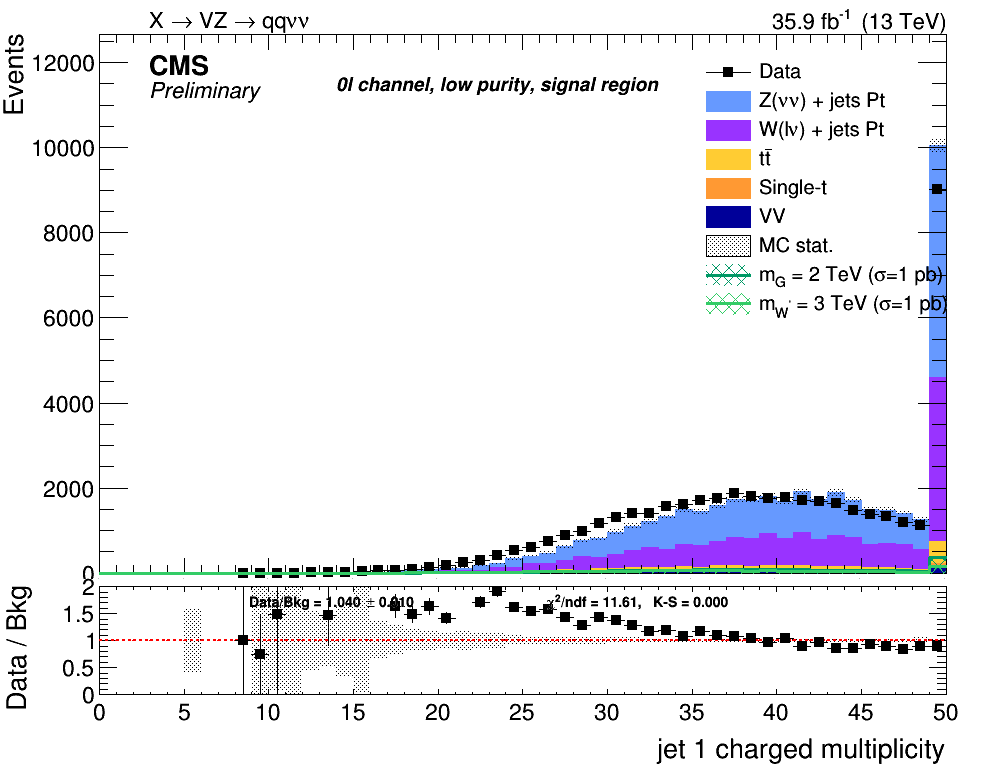 X → VZ → qqνν
35.9 fb⁻¹ (13 TeV)
Events
CMS
Preliminary
0l channel, low purity, signal region
Data
Z(νν) + jets Pt
W(lν) + jets Pt
tt̄
Single-t
VV
MC stat.
m_G = 2 TeV (σ=1 pb)
m_W' = 3 TeV (σ=1 pb)
12000
10000
8000
6000
4000
2000
0
Data / Bkg
Data/Bkg = 1.040 ± 0.010
χ²/ndf = 11.61, K-S = 0.000
2
1.5
1
0.5
0
0 5 10 15 20 25 30 35 40 45 50
jet 1 charged multiplicity